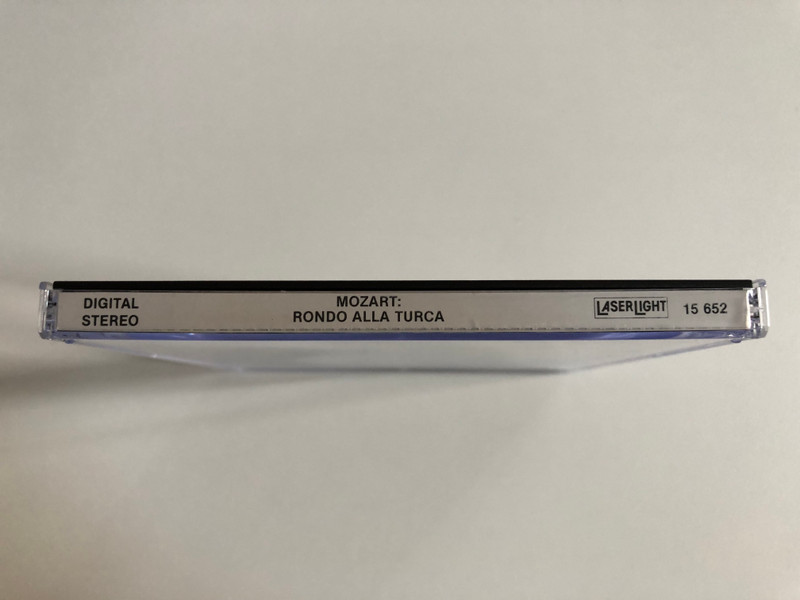 DIGITAL
STEREO
MOZART:
RONDO ALLA TURCA
LASERLIGHT
15 652